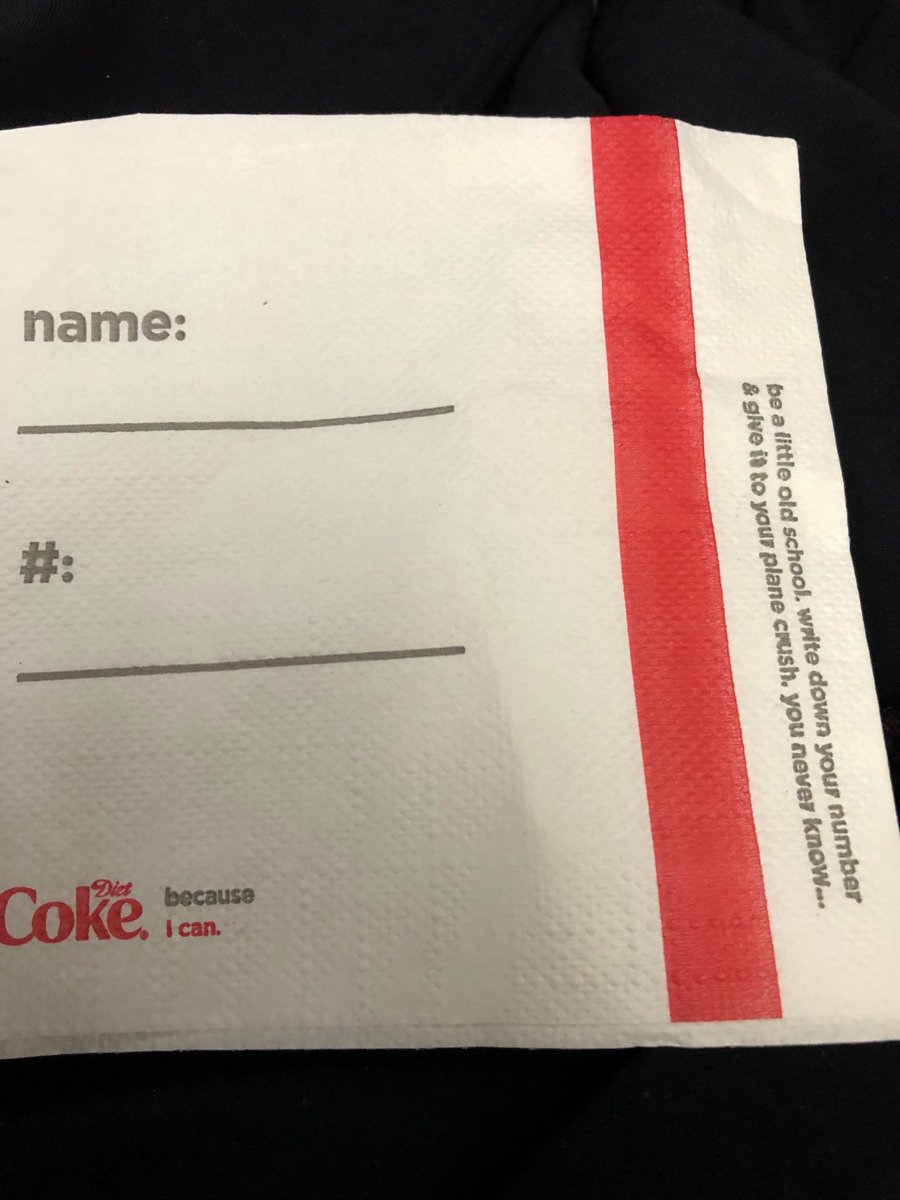 name:
#:
Diet
Coke.
because
I can.
be a little old school. write down your number
& give it to your plane crush. you never know...